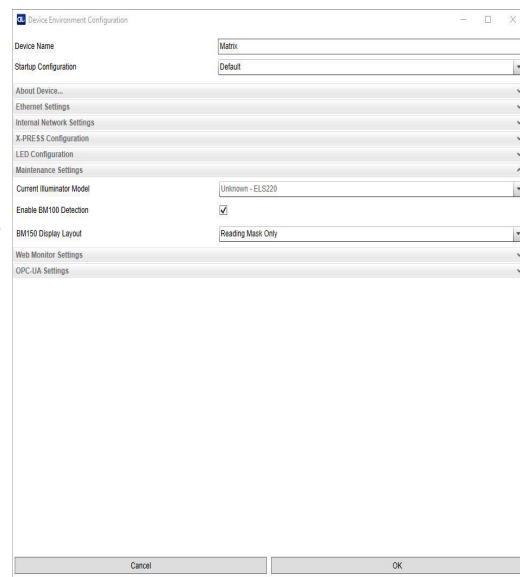 DL Device Environment Configuration
Device Name Matrix
Startup Configuration Default
About Device...
Ethernet Settings
Internal Network Settings
X-PRESS Configuration
LED Configuration
Maintenance Settings
Current Illuminator Model Unknown - ELS220
Enable BM100 Detection
BM150 Display Layout Reading Mask Only
Web Monitor Settings
OPC-UA Settings
Cancel OK